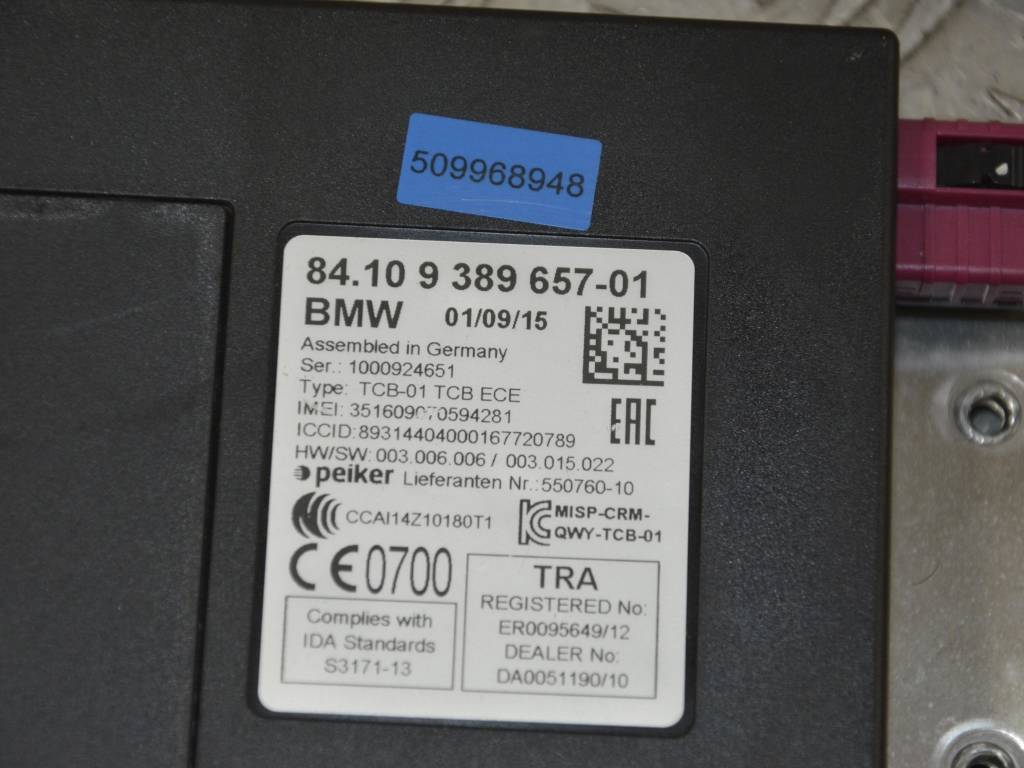 509968948
84.10 9 389 657-01
BMW 01/09/15
Assembled in Germany
Ser.: 1000924651
Type: TCB-01 TCB ECE
IMEI: 351609070594281
EAC
ICCID:89314404000167720789
HW/SW: 003.006.006 / 003.015.022
peiker Lieferanten Nr.:550760-10
CCAI14Z10180T1
MISP-CRM-
QWY-TCB-01
CE0700
Complies with
IDA Standards
S3171-13
TRA
REGISTERED No:
ER0095649/12
DEALER No:
DA0051190/10